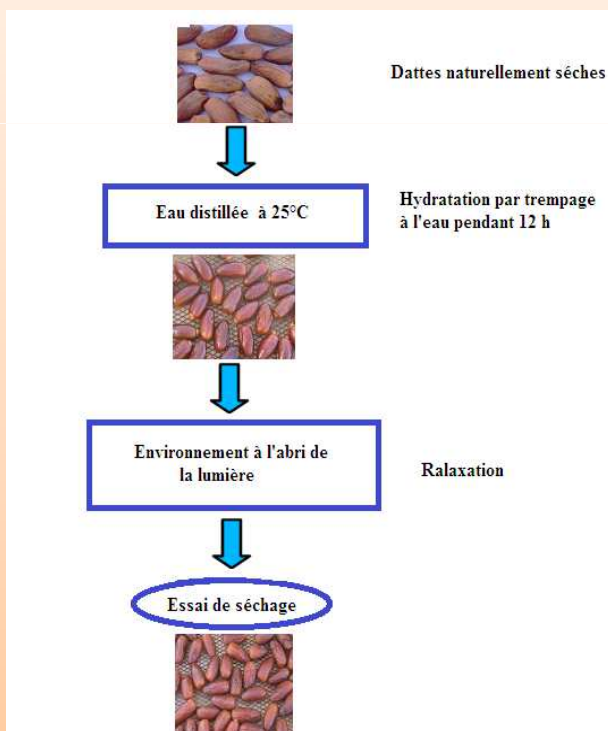 Dattes naturellement séches
Eau distillée à 25°C
Hydratation par trempage
à l'eau pendant 12 h
Environnement à l'abri de
la lumière
Ralaxation
Essai de séchage